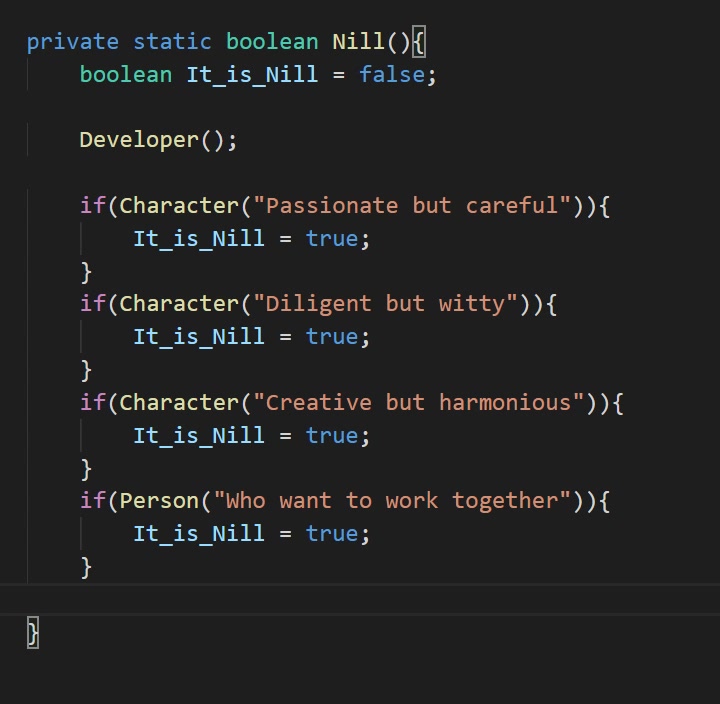 private static boolean Nill(){
    boolean It_is_Nill = false;

    Developer();

    if(Character("Passionate but careful")){
        It_is_Nill = true;
    }
    if(Character("Diligent but witty")){
        It_is_Nill = true;
    }
    if(Character("Creative but harmonious")){
        It_is_Nill = true;
    }
    if(Person("Who want to work together")){
        It_is_Nill = true;
    }

}